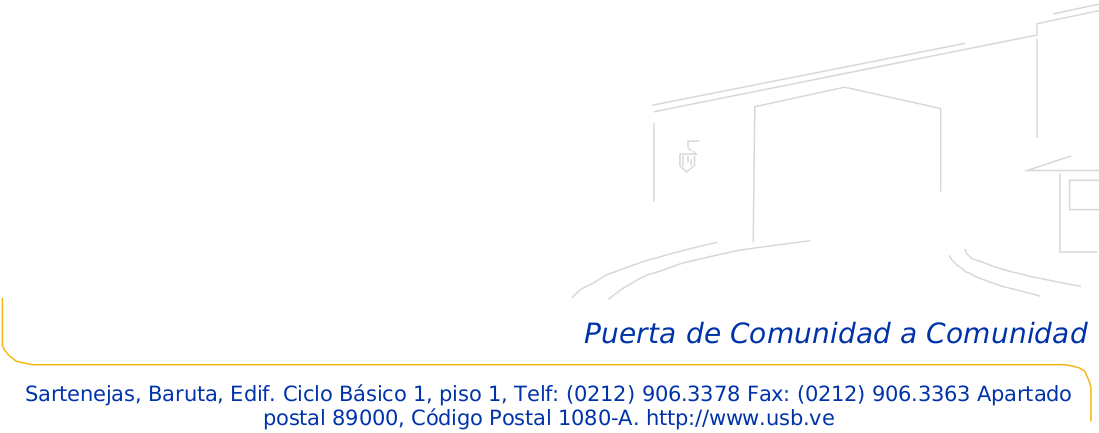 Puerta de Comunidad a Comunidad
Sartenejas, Baruta, Edif. Ciclo Básico 1, piso 1, Telf: (0212) 906.3378 Fax: (0212) 906.3363 Apartado
postal 89000, Código Postal 1080-A. http://www.usb.ve